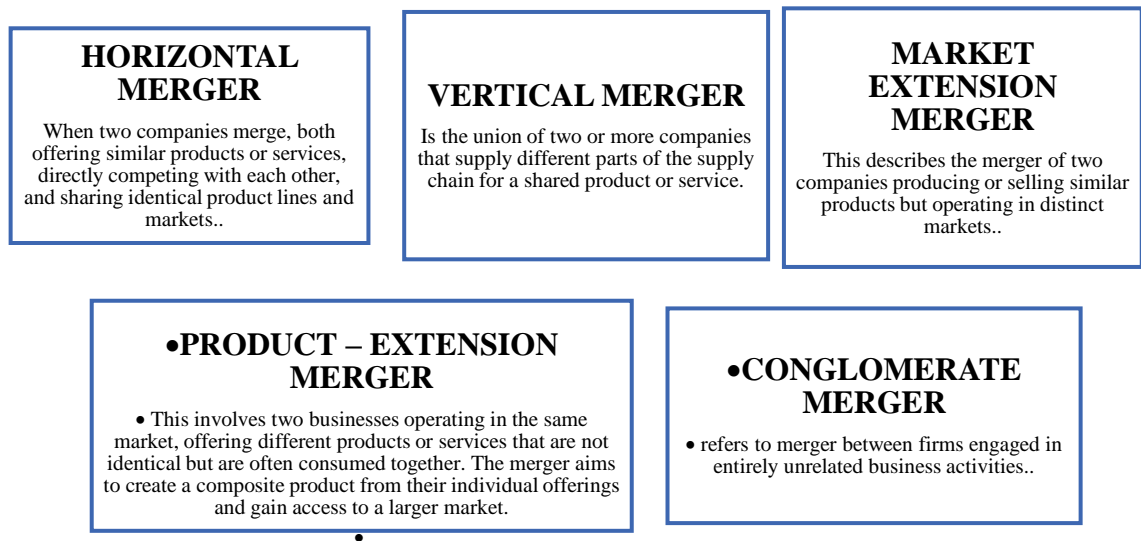 HORIZONTAL
MERGER
When two companies merge, both
offering similar products or services,
directly competing with each other,
and sharing identical product lines and
markets..
VERTICAL MERGER
Is the union of two or more companies
that supply different parts of the supply
chain for a shared product or service.
MARKET
EXTENSION
MERGER
This describes the merger of two
companies producing or selling similar
products but operating in distinct
markets..
•PRODUCT – EXTENSION
MERGER
• This involves two businesses operating in the same
market, offering different products or services that are not
identical but are often consumed together. The merger aims
to create a composite product from their individual offerings
and gain access to a larger market.
•
•CONGLOMERATE
MERGER
• refers to merger between firms engaged in
entirely unrelated business activities..